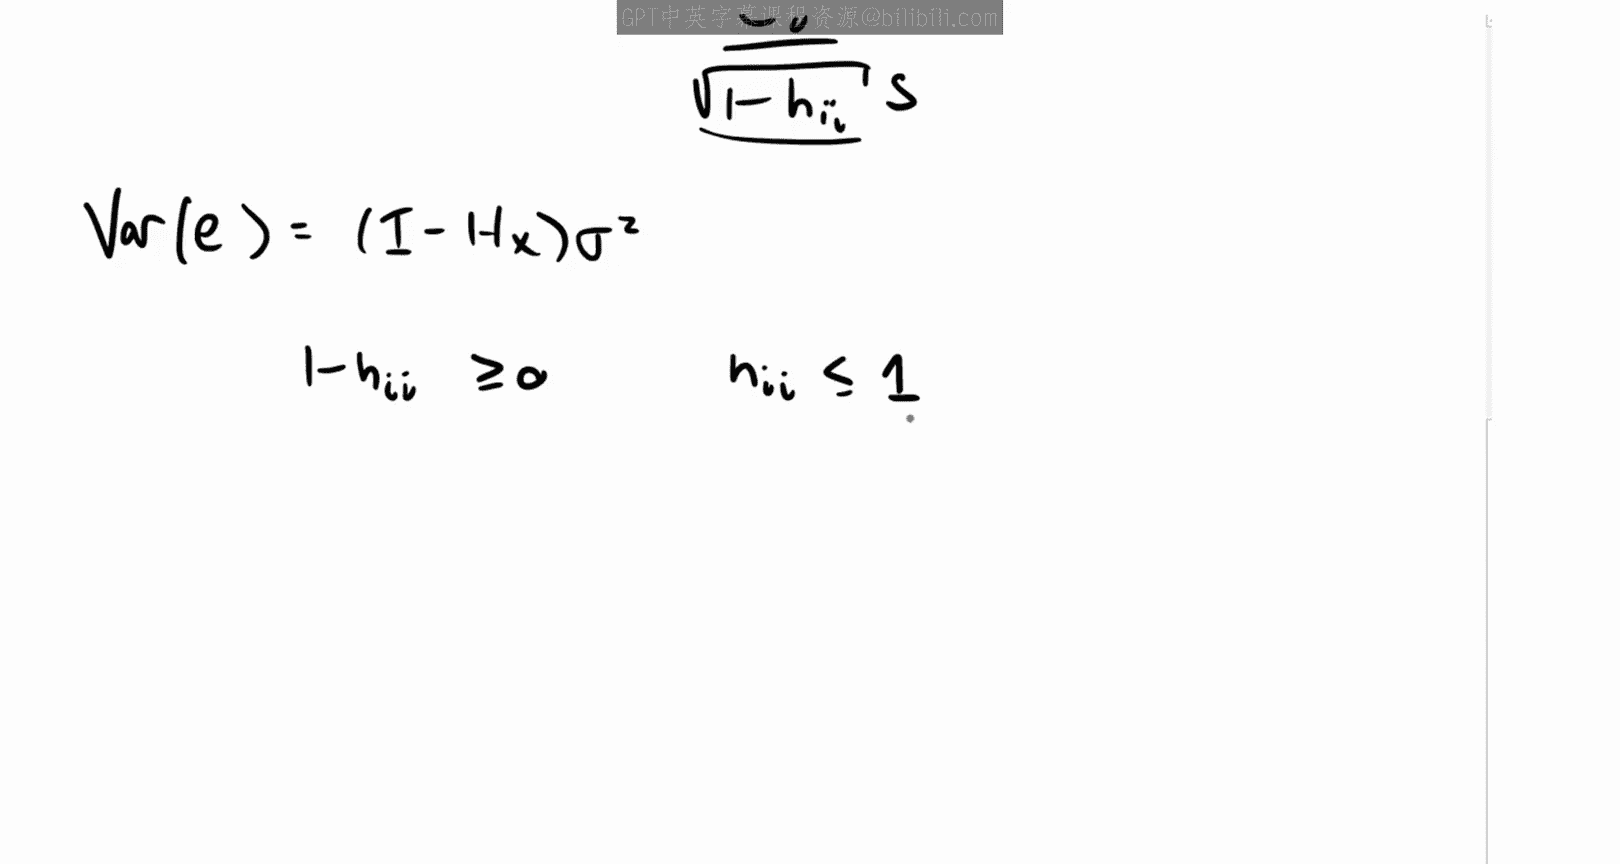 GPT中英字幕课程资源@bilibili.com
√1-hᵢᵢ S
Var(e) = (I - Hₓ)σ²
1-hᵢᵢ ≥ 0 hᵢᵢ ≤ 1